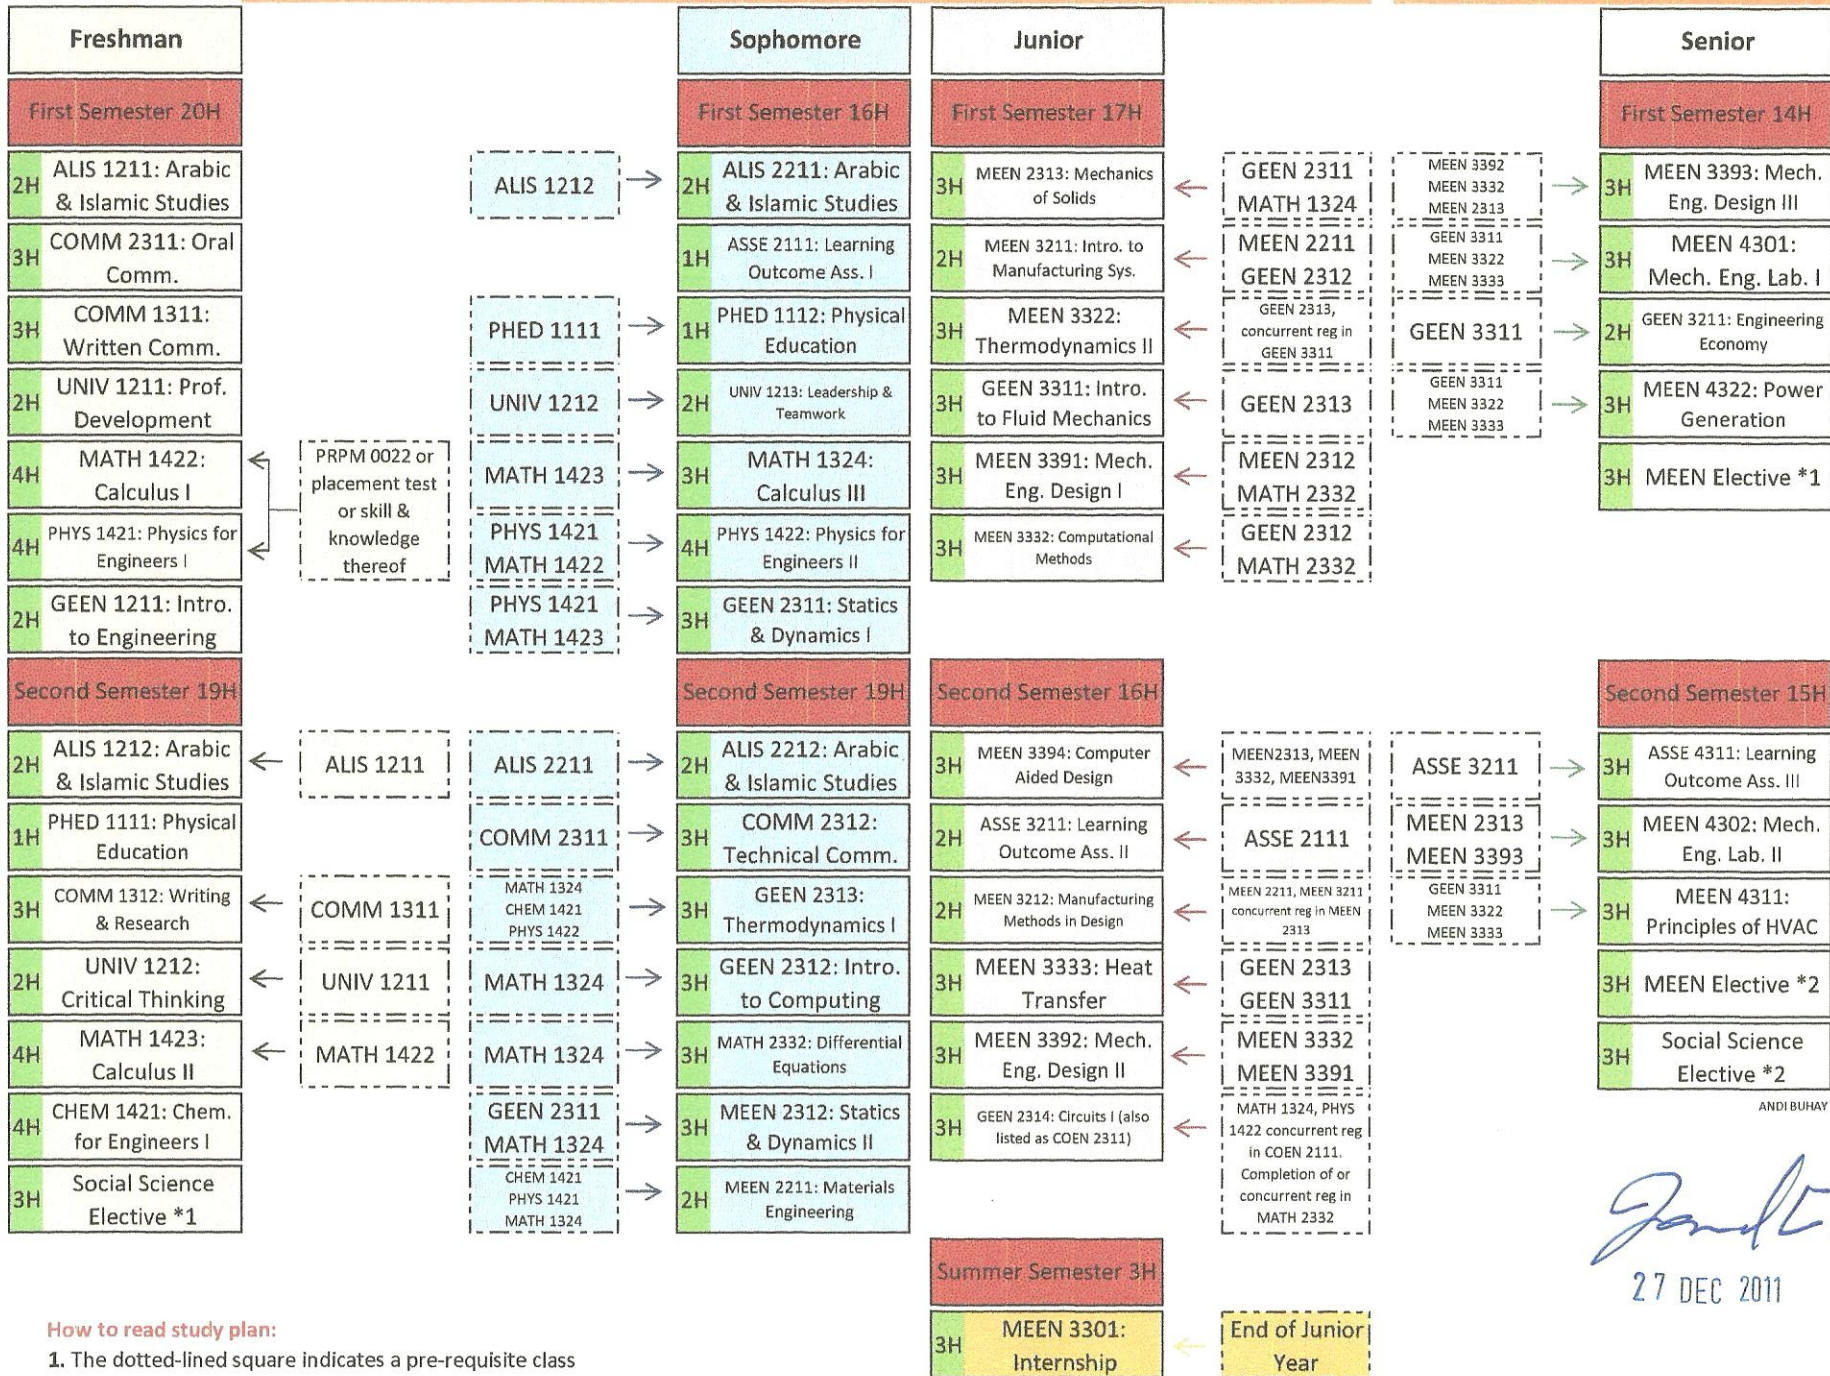 Freshman
First Semester 20H
2H
ALIS 1211: Arabic
& Islamic Studies
3H
COMM 2311: Oral
Comm.
3H
COMM 1311:
Written Comm.
2H
UNIV 1211: Prof.
Development
4H
MATH 1422:
Calculus I
4H
PHYS 1421: Physics for
Engineers I
PRPM 0022 or
placement test
or skill &
knowledge
thereof
2H
GEEN 1211: Intro.
to Engineering
Second Semester 19H
2H
ALIS 1212: Arabic
& Islamic Studies
ALIS 1211
1H
PHED 1111: Physical
Education
3H
COMM 1312: Writing
& Research
COMM 1311
2H
UNIV 1212:
Critical Thinking
UNIV 1211
4H
MATH 1423:
Calculus II
MATH 1422
4H
CHEM 1421: Chem.
for Engineers I
3H
Social Science
Elective *1
Sophomore
First Semester 16H
ALIS 1212
2H
ALIS 2211: Arabic
& Islamic Studies
1H
ASSE 2111: Learning
Outcome Ass. I
PHED 1111
1H
PHED 1112: Physical
Education
UNIV 1212
2H
UNIV 1213: Leadership &
Teamwork
MATH 1423
3H
MATH 1324:
Calculus III
PHYS 1421
MATH 1422
4H
PHYS 1422: Physics for
Engineers II
PHYS 1421
MATH 1423
3H
GEEN 2311: Statics
& Dynamics I
Second Semester 19H
ALIS 2211
2H
ALIS 2212: Arabic
& Islamic Studies
COMM 2311
3H
COMM 2312:
Technical Comm.
MATH 1324
CHEM 1421
PHYS 1422
3H
GEEN 2313:
Thermodynamics I
MATH 1324
3H
GEEN 2312: Intro.
to Computing
MATH 1324
3H
MATH 2332: Differential
Equations
GEEN 2311
MATH 1324
3H
MEEN 2312: Statics
& Dynamics II
CHEM 1421
PHYS 1421
MATH 1324
2H
MEEN 2211: Materials
Engineering
Junior
First Semester 17H
3H
MEEN 2313: Mechanics
of Solids
GEEN 2311
MATH 1324
2H
MEEN 3211: Intro. to
Manufacturing Sys.
MEEN 2211
GEEN 2312
3H
MEEN 3322:
Thermodynamics II
GEEN 2313,
concurrent reg in
GEEN 3311
3H
GEEN 3311: Intro.
to Fluid Mechanics
GEEN 2313
3H
MEEN 3391: Mech.
Eng. Design I
MEEN 2312
MATH 2332
3H
MEEN 3332: Computational
Methods
GEEN 2312
MATH 2332
Second Semester 16H
3H
MEEN 3394: Computer
Aided Design
MEEN2313, MEEN
3332, MEEN3391
2H
ASSE 3211: Learning
Outcome Ass. II
ASSE 2111
2H
MEEN 3212: Manufacturing
Methods in Design
MEEN 2211, MEEN 3211
concurrent reg in MEEN
2313
3H
MEEN 3333: Heat
Transfer
GEEN 2313
GEEN 3311
3H
MEEN 3392: Mech.
Eng. Design II
MEEN 3332
MEEN 3391
3H
GEEN 2314: Circuits I (also
listed as COEN 2311)
MATH 1324, PHYS
1422 concurrent reg
in COEN 2111.
Completion of or
concurrent reg in
MATH 2332
Summer Semester 3H
3H
MEEN 3301:
Internship
End of Junior
Year
Senior
First Semester 14H
MEEN 3392
MEEN 3332
MEEN 2313
3H
MEEN 3393: Mech.
Eng. Design III
GEEN 3311
MEEN 3322
MEEN 3333
3H
MEEN 4301:
Mech. Eng. Lab. I
GEEN 3311
2H
GEEN 3211: Engineering
Economy
GEEN 3311
MEEN 3322
MEEN 3333
3H
MEEN 4322: Power
Generation
3H
MEEN Elective *1
Second Semester 15H
ASSE 3211
3H
ASSE 4311: Learning
Outcome Ass. III
MEEN 2313
MEEN 3393
3H
MEEN 4302: Mech.
Eng. Lab. II
GEEN 3311
MEEN 3322
MEEN 3333
3H
MEEN 4311:
Principles of HVAC
3H
MEEN Elective *2
3H
Social Science
Elective *2
ANDI BUHAY
27 DEC 2011
How to read study plan:
1. The dotted-lined square indicates a pre-requisite class